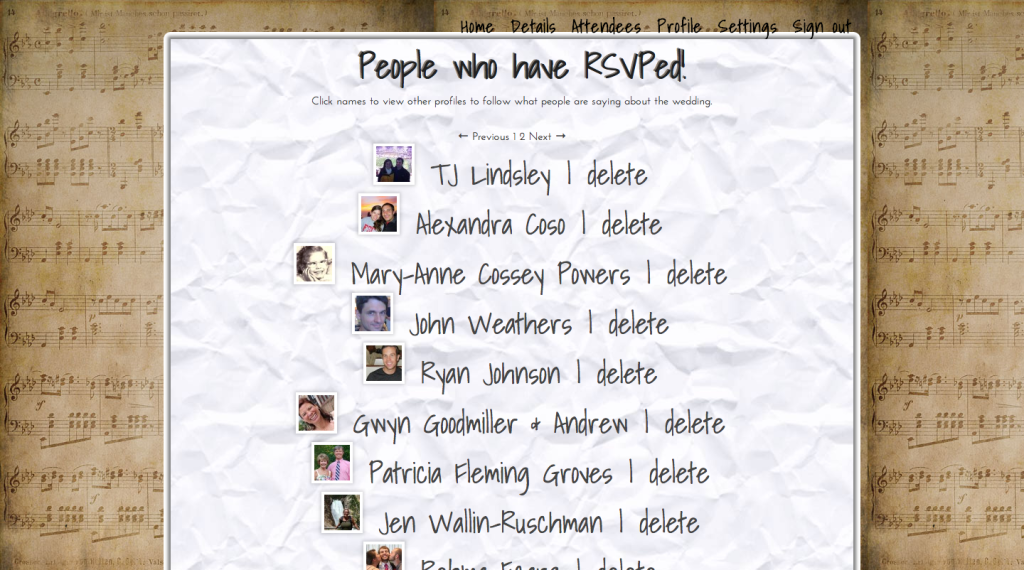 Home Details Attendees Profile Settings Sign out
People who have RSVPed!
Click names to view other profiles to follow what people are saying about the wedding.
← Previous 1 2 Next →
TJ Lindsley | delete
Alexandra Coso | delete
Mary-Anne Cossey Powers | delete
John Weathers | delete
Ryan Johnson | delete
Gwyn Goodmiller & Andrew | delete
Patricia Fleming Groves | delete
Jen Wallin-Ruschman | delete